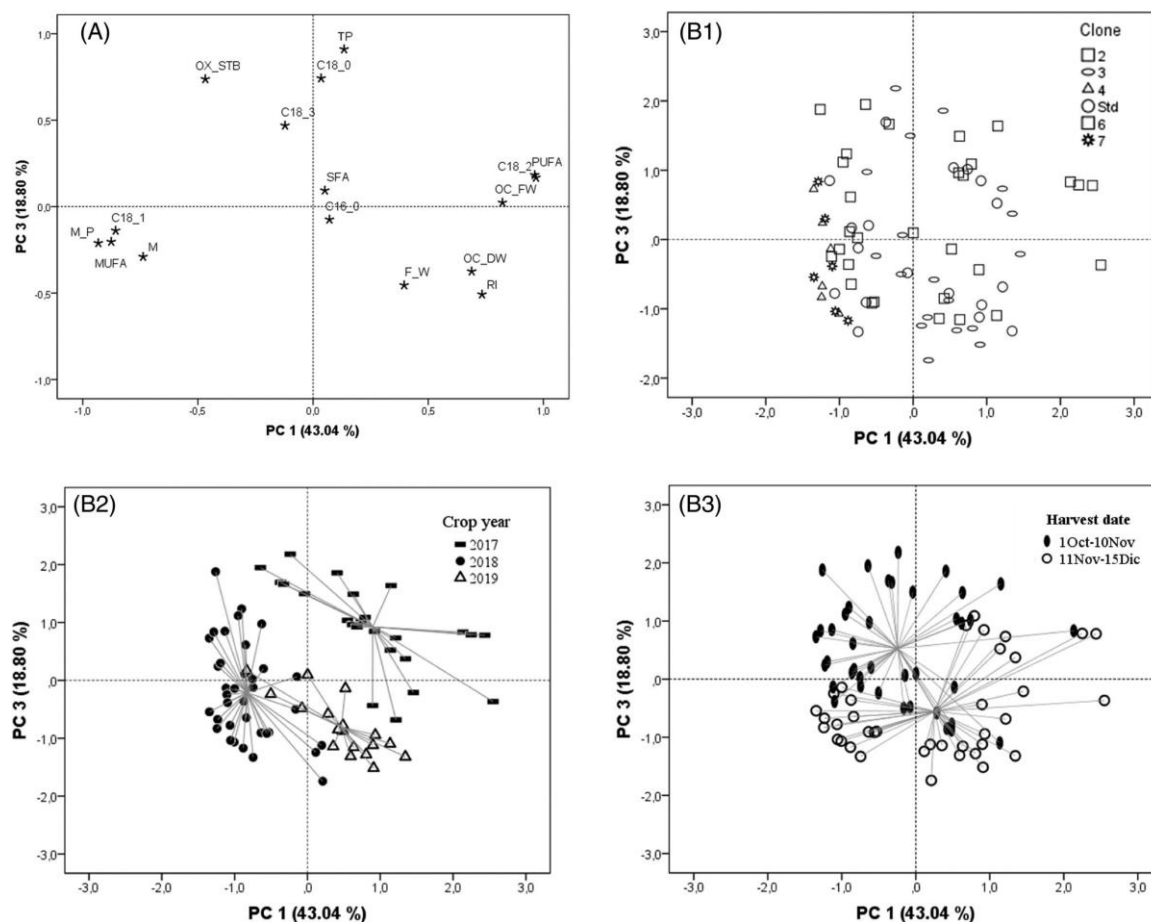 (A)
TP
OX_STB
C18_0
C18_3
SFA
C18_2
PUFA
OC_FW
C16_0
C18_1
M_P
MUFA
M
OC_DW
F_W
RI
1,0
0,5
0,0
-0,5
-1,0
PC 3 (18.80 %)
-1,0 -0,5 0,0 0,5 1,0
PC 1 (43.04 %)
(B1)
Clone
2
3
4
Std
6
7
3,0
2,0
1,0
,0
-1,0
-2,0
PC 3 (18.80 %)
-3,0 -2,0 -1,0 ,0 1,0 2,0 3,0
PC 1 (43.04 %)
(B2)
Crop year
2017
2018
2019
3,0
2,0
1,0
,0
-1,0
-2,0
-3,0
PC 3 (18.80 %)
-3,0 -2,0 -1,0 ,0 1,0 2,0 3,0
PC 1 (43.04 %)
(B3)
Harvest date
1Oct-10Nov
11Nov-15Dic
3,0
2,0
1,0
,0
-1,0
-2,0
-3,0
PC 3 (18.80 %)
-3,0 -2,0 -1,0 ,0 1,0 2,0 3,0
PC 1 (43.04 %)